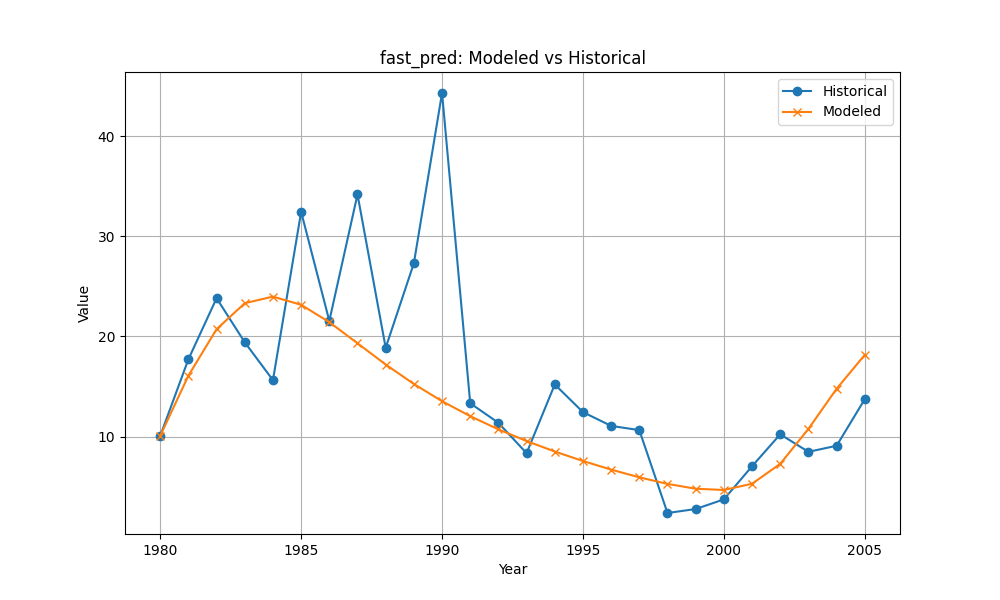 fast_pred: Modeled vs Historical
Historical
Modeled
Value
40
30
20
10
1980 1985 1990 1995 2000 2005
Year